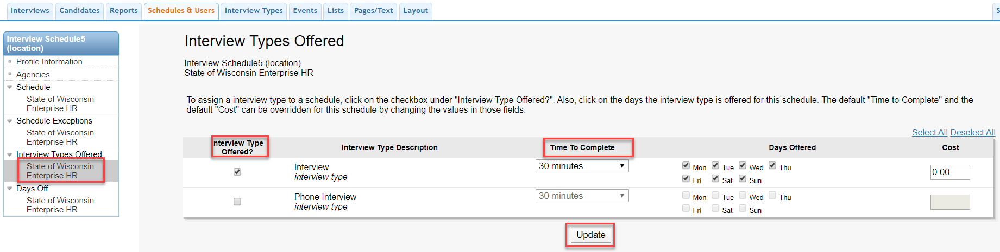 Interviews Candidates Reports Schedules & Users Interview Types Events Lists Pages/Text Layout S
Interview Schedule5
(location)
Profile Information
Agencies
Schedule
State of Wisconsin
Enterprise HR
Schedule Exceptions
State of Wisconsin
Enterprise HR
Interview Types Offered
State of Wisconsin
Enterprise HR
Days Off
State of Wisconsin
Enterprise HR
Interview Types Offered
Interview Schedule5 (location)
State of Wisconsin Enterprise HR
To assign a interview type to a schedule, click on the checkbox under "Interview Type Offered?". Also, click on the days the interview type is offered for this schedule. The default "Time to Complete" and the
default "Cost" can be overridden for this schedule by changing the values in those fields.
Select All Deselect All
nterview Type
Offered?
Interview Type Description
Time To Complete
Days Offered
Cost
Interview
interview type
30 minutes
Mon Tue Wed Thu
Fri Sat Sun
0.00
Phone Interview
interview type
30 minutes
Mon Tue Wed Thu
Fri Sat Sun
Update